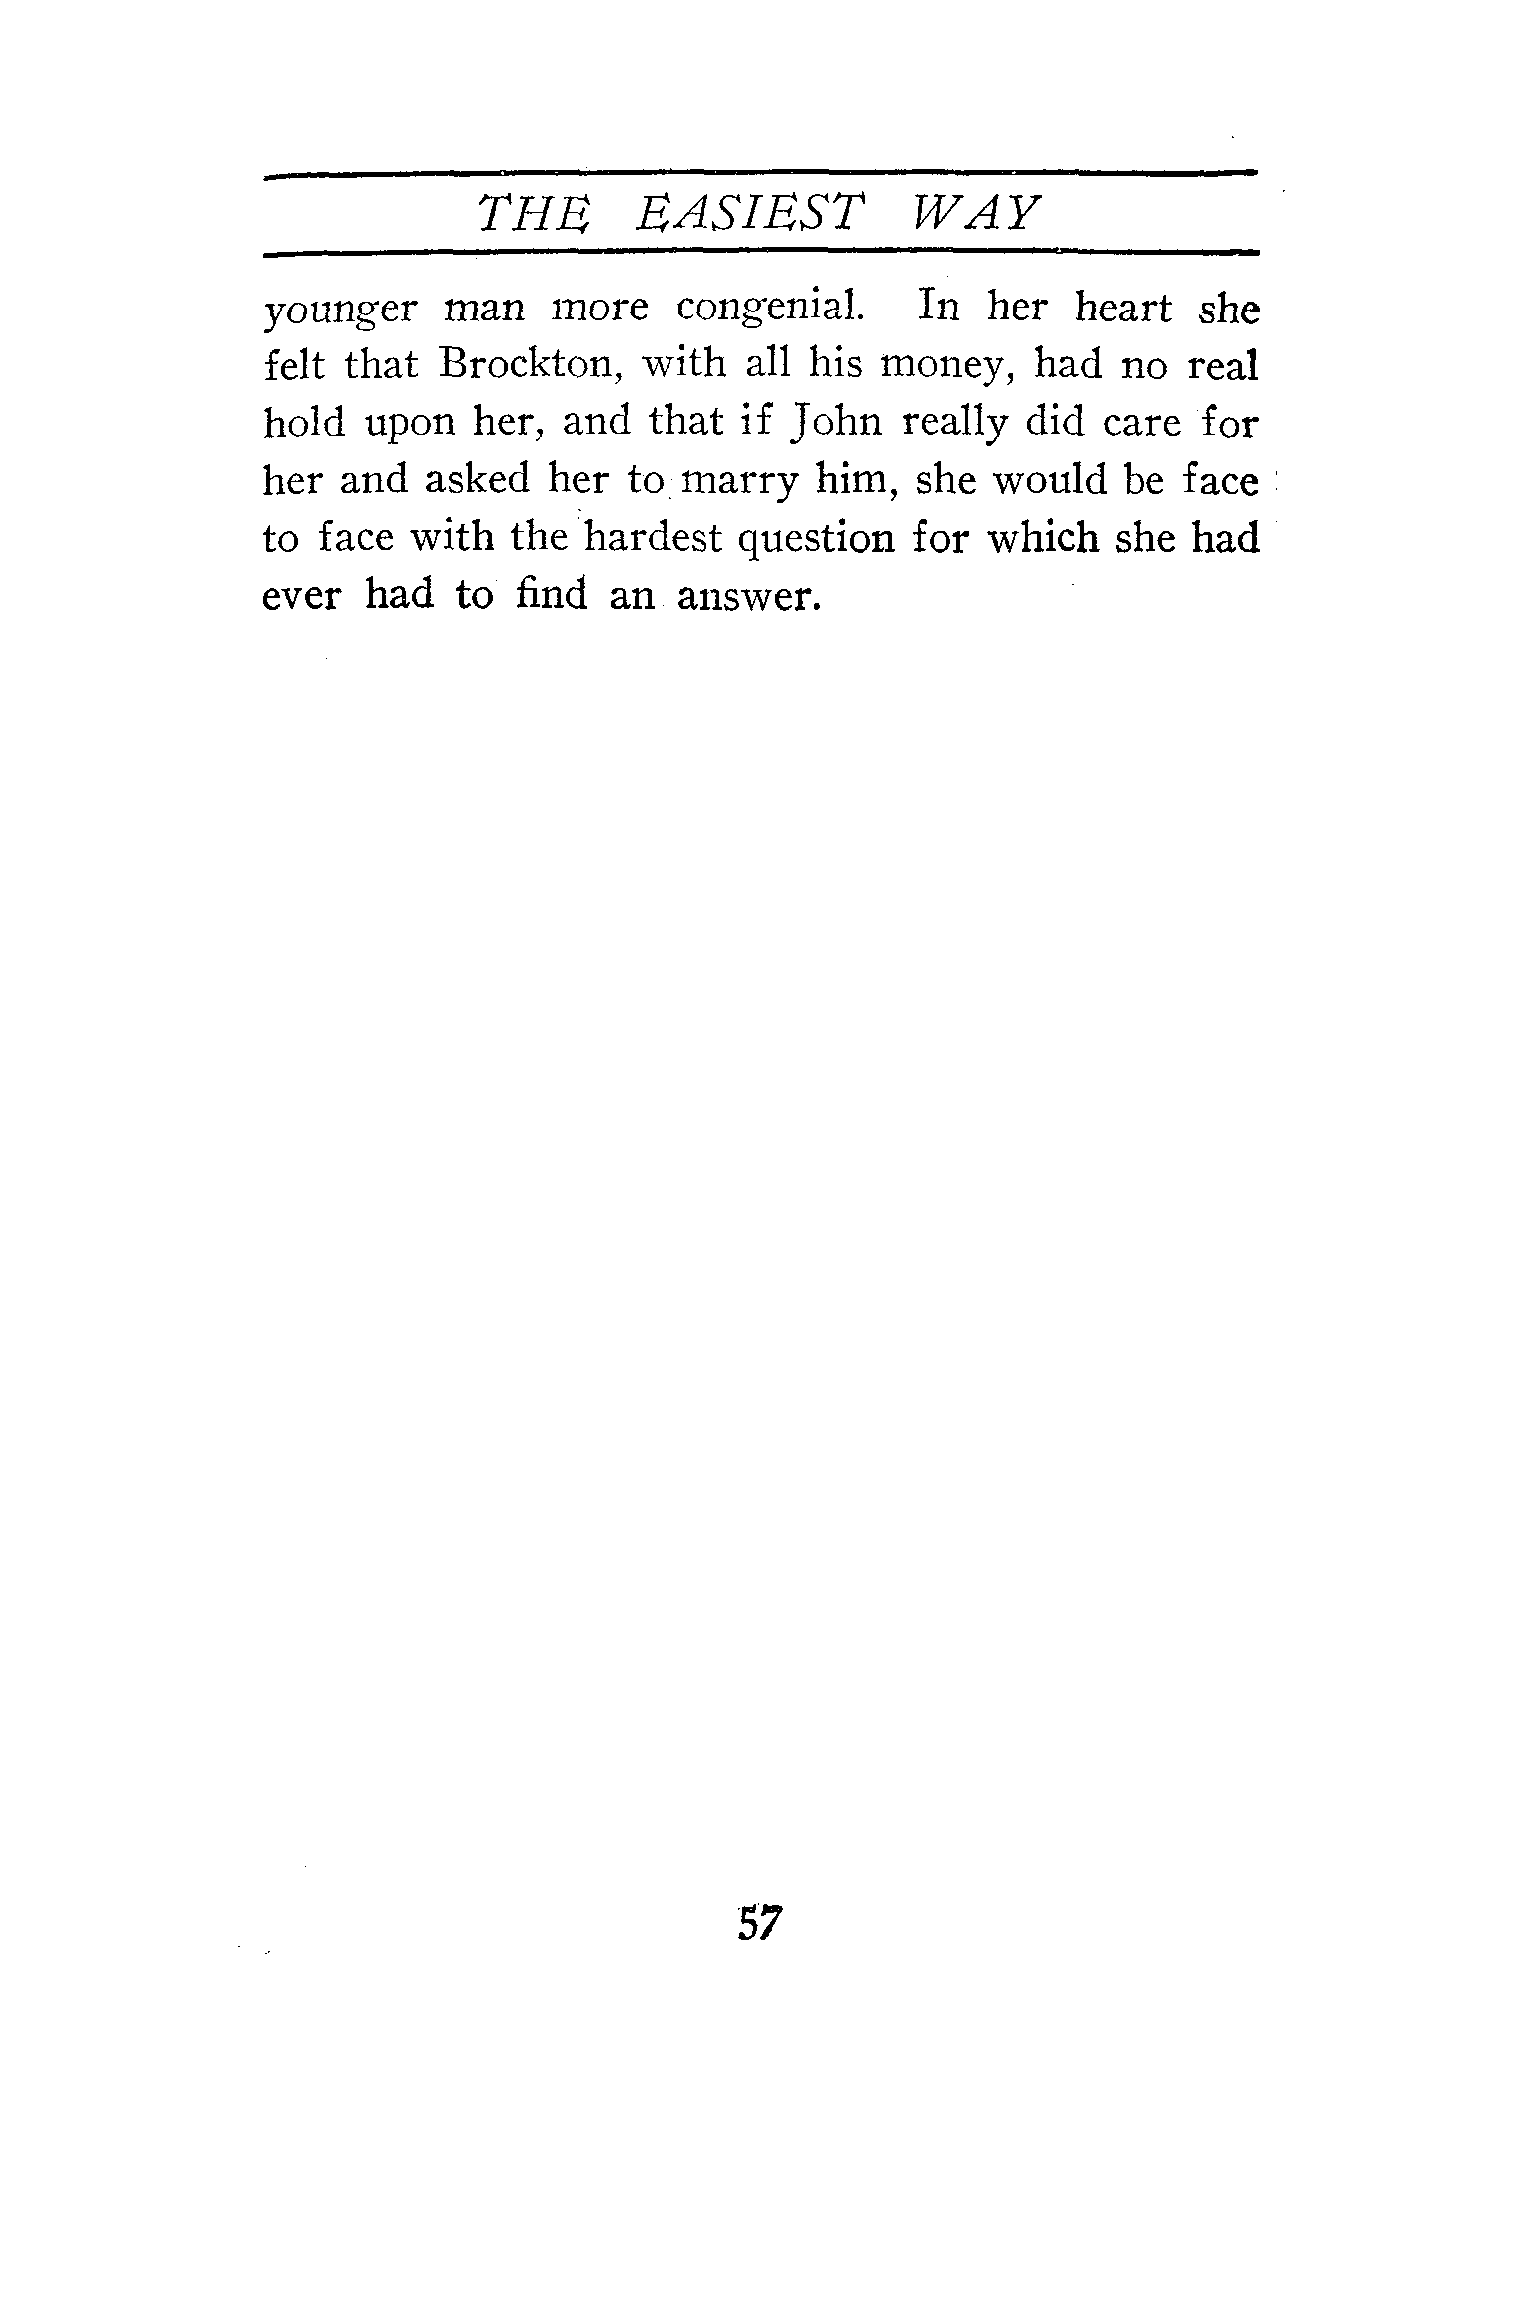 THE EASIEST WAY
younger man more congenial. In her heart she
felt that Brockton, with all his money, had no real
hold upon her, and that if John really did care for
her and asked her to marry him, she would be face
to face with the hardest question for which she had
ever had to find an answer.
57